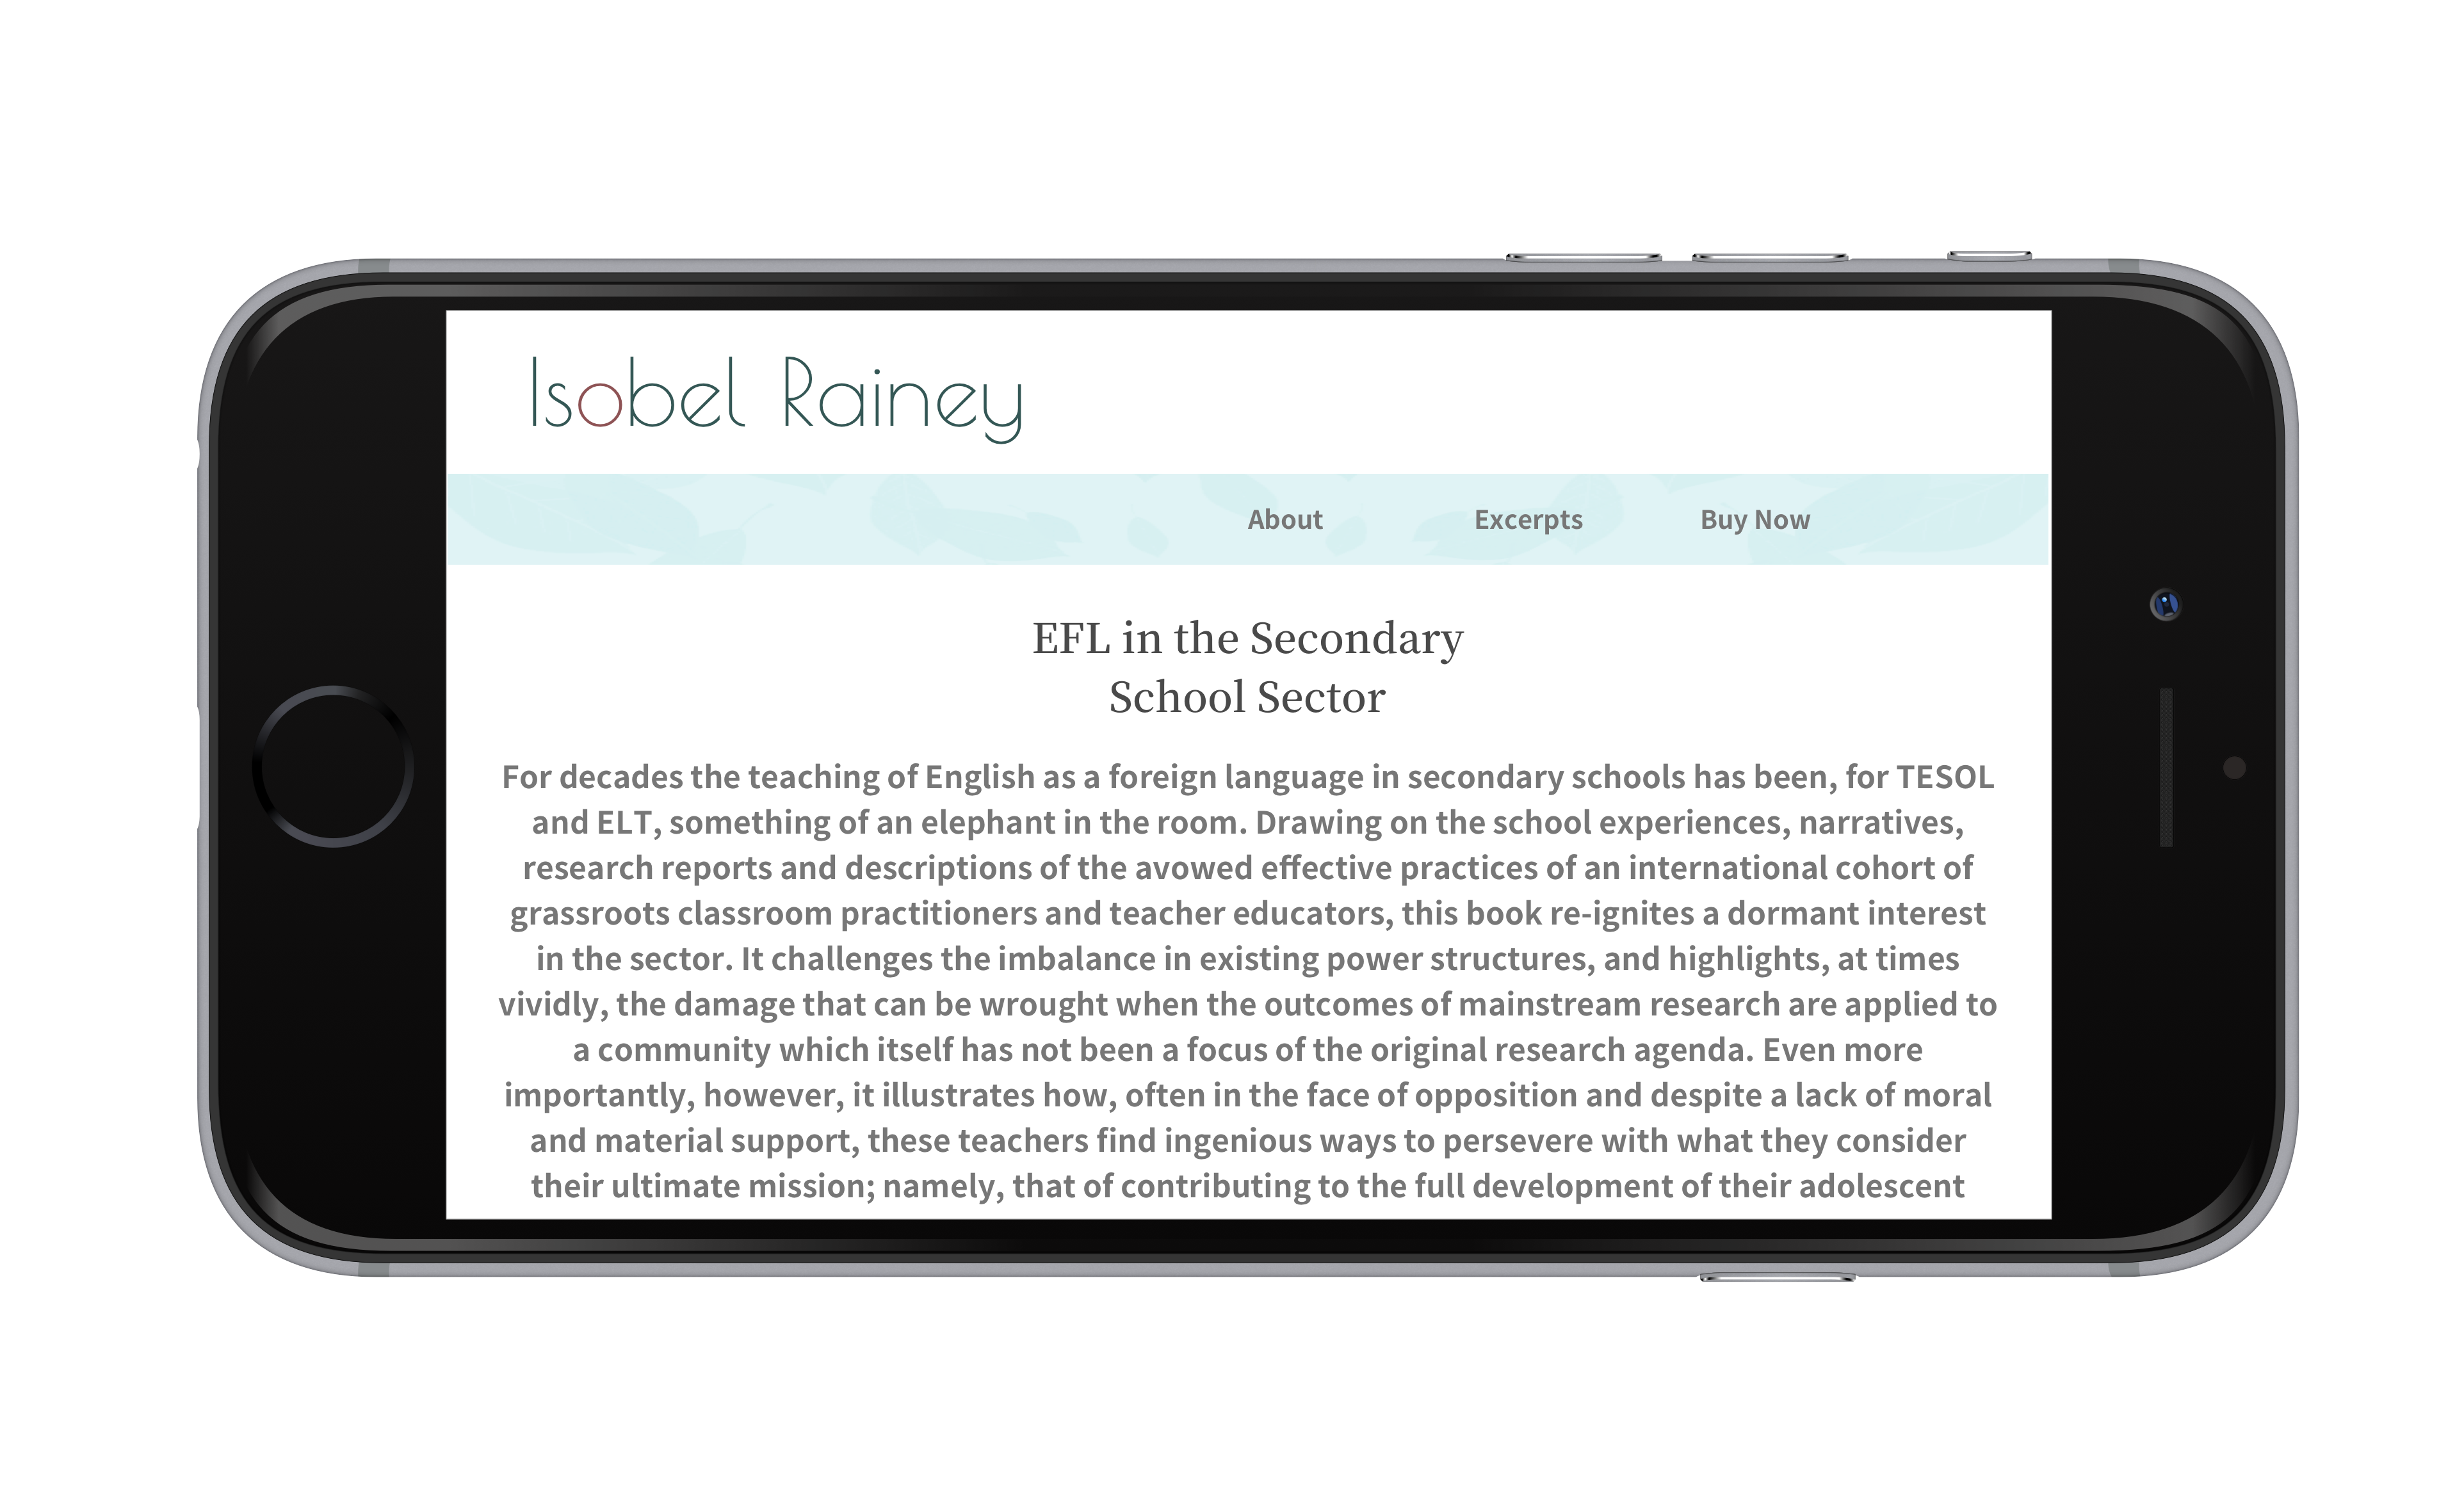 Isobel Rainey
About Excerpts Buy Now
EFL in the Secondary
School Sector
For decades the teaching of English as a foreign language in secondary schools has been, for TESOL
and ELT, something of an elephant in the room. Drawing on the school experiences, narratives,
research reports and descriptions of the avowed effective practices of an international cohort of
grassroots classroom practitioners and teacher educators, this book re-ignites a dormant interest
in the sector. It challenges the imbalance in existing power structures, and highlights, at times
vividly, the damage that can be wrought when the outcomes of mainstream research are applied to
a community which itself has not been a focus of the original research agenda. Even more
importantly, however, it illustrates how, often in the face of opposition and despite a lack of moral
and material support, these teachers find ingenious ways to persevere with what they consider
their ultimate mission; namely, that of contributing to the full development of their adolescent